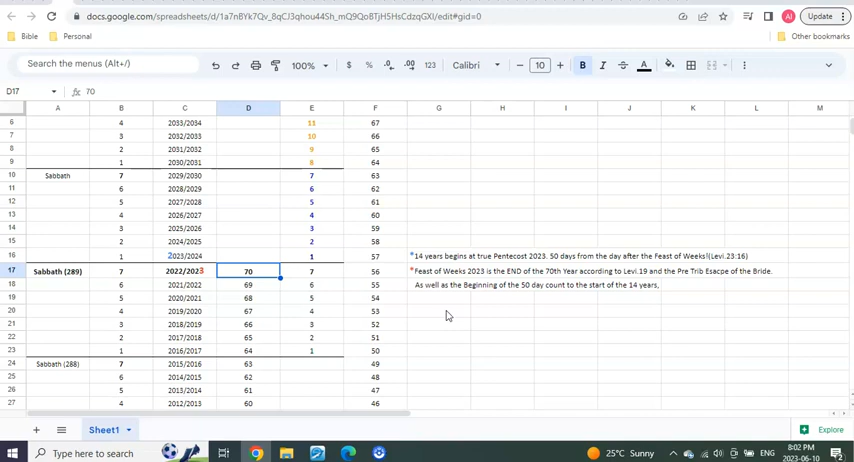 docs.google.com/spreadsheets/d/1a7nBYk7Qv_8qCJ3qhou44Sh_mQ9QoBTjH5HsCdzqGXI/edit#gid=0
AI
Update
Bible Personal Other bookmarks
Search the menus (Alt+/) 100% $ % .0 .00 123 Calibri 10 B I A
D17 fx 70
A B C D E F G H I J K L M
6 4 2033/2034 11 67
7 3 2032/2033 10 66
8 2 2031/2032 9 65
9 1 2030/2031 8 64
10 Sabbath 7 2029/2030 7 63
11 6 2028/2029 6 62
12 5 2027/2028 5 61
13 4 2026/2027 4 60
14 3 2025/2026 3 59
15 2 2024/2025 2 58
16 1 2023/2024 1 57 *14 years begins at true Pentecost 2023. 50 days from the day after the Feast of Weeks!(Levi.23:16)
17 Sabbath (289) 7 2022/2023 70 7 56 *Feast of Weeks 2023 is the END of the 70th Year according to Levi.19 and the Pre Trib Esacpe of the Bride.
18 6 2021/2022 69 6 55 As well as the Beginning of the 50 day count to the start of the 14 years,
19 5 2020/2021 68 5 54
20 4 2019/2020 67 4 53
21 3 2018/2019 66 3 52
22 2 2017/2018 65 2 51
23 1 2016/2017 64 1 50
24 Sabbath (288) 7 2015/2016 63 49
25 6 2014/2015 62 48
26 5 2013/2014 61 47
27 4 2012/2013 60 46
Sheet1 Explore
Type here to search 25°C Sunny ENG 8:02 PM
2023-06-10 2